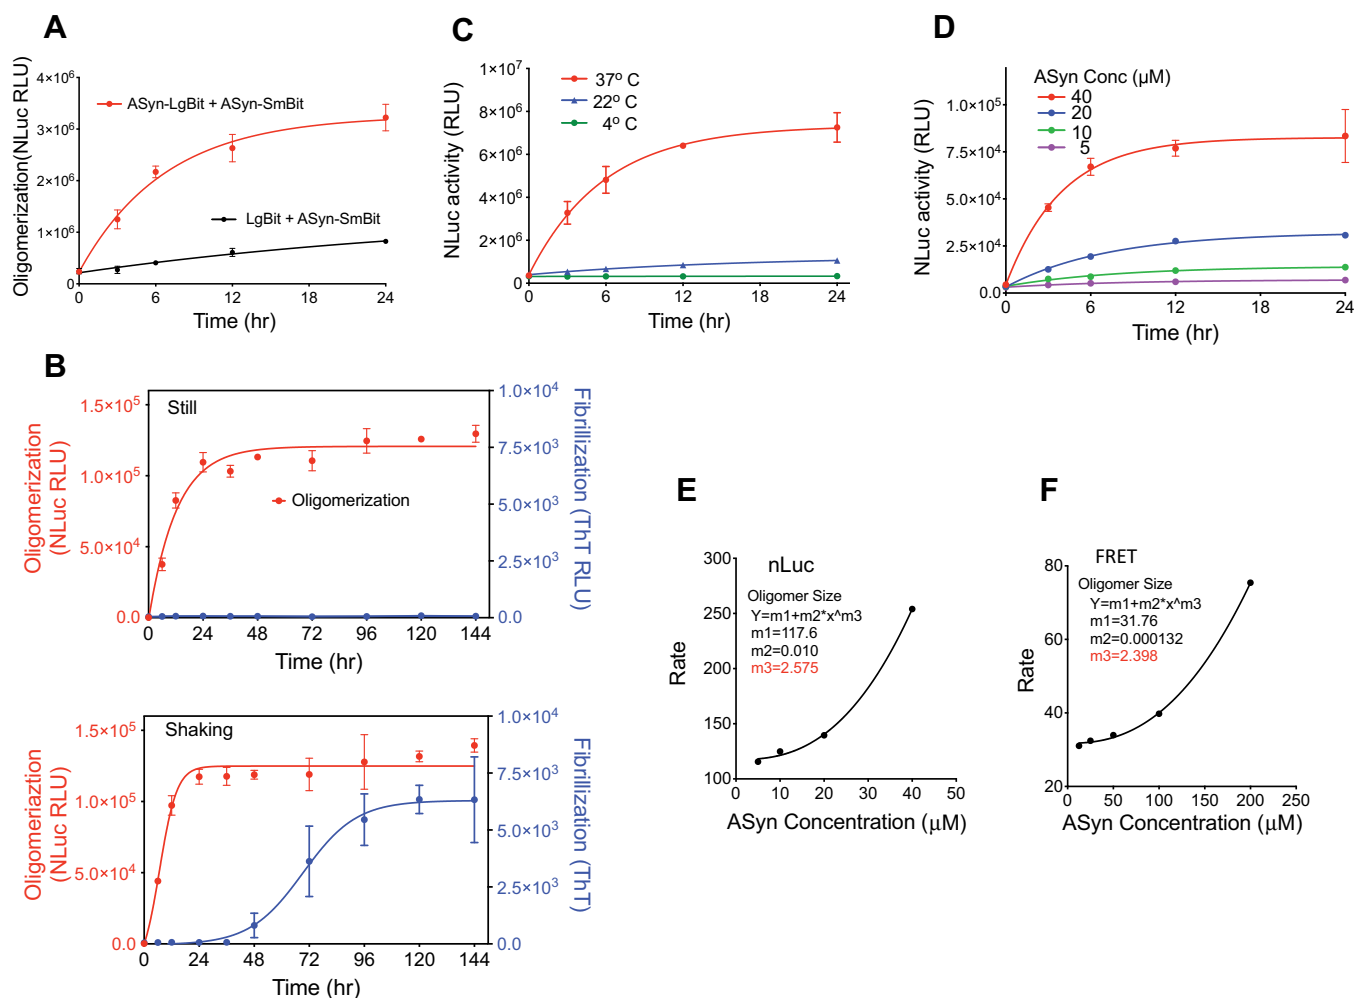 A
Oligomerization(NLuc RLU)
4×10⁶
3×10⁶
2×10⁶
1×10⁶
0
ASyn-LgBit + ASyn-SmBit
LgBit + ASyn-SmBit
0 6 12 18 24
Time (hr)
C
NLuc activity (RLU)
1×10⁷
8×10⁶
6×10⁶
4×10⁶
2×10⁶
0
37º C
22º C
4º C
0 6 12 18 24
Time (hr)
D
NLuc activity (RLU)
1.0×10⁵
7.5×10⁴
5.0×10⁴
2.5×10⁴
0.0
ASyn Conc (µM)
40
20
10
5
0 6 12 18 24
Time (hr)
B
Oligomerization
(NLuc RLU)
1.5×10⁵
1.0×10⁵
5.0×10⁴
0.0
Still
Oligomerization
1.0×10⁴
7.5×10³
5.0×10³
2.5×10³
0.0
Fibrillization (ThT RLU)
0 24 48 72 96 120 144
Time (hr)
Oligomeriaztion
(NLuc RLU)
1.5×10⁵
1.0×10⁵
5.0×10⁴
0.0
Shaking
1.0×10⁴
7.5×10³
5.0×10³
2.5×10³
0.0
Fibrillization (ThT)
0 24 48 72 96 120 144
Time (hr)
E
Rate
300
250
200
150
100
nLuc
Oligomer Size
Y=m1+m2*x^m3
m1=117.6
m2=0.010
m3=2.575
0 10 20 30 40 50
ASyn Concentration (µM)
F
Rate
80
60
40
20
FRET
Oligomer Size
Y=m1+m2*x^m3
m1=31.76
m2=0.000132
m3=2.398
0 50 100 150 200 250
ASyn Concentration (µM)